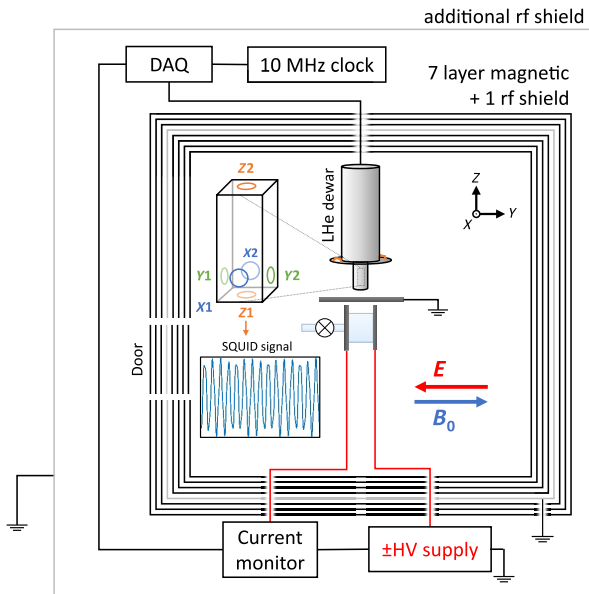 additional rf shield
DAQ
10 MHz clock
7 layer magnetic
+ 1 rf shield
Z2
LHe dewar
Z
Y
X
X2
Y1
Y2
X1
Z1
SQUID signal
Door
E
B0
Current
monitor
±HV supply